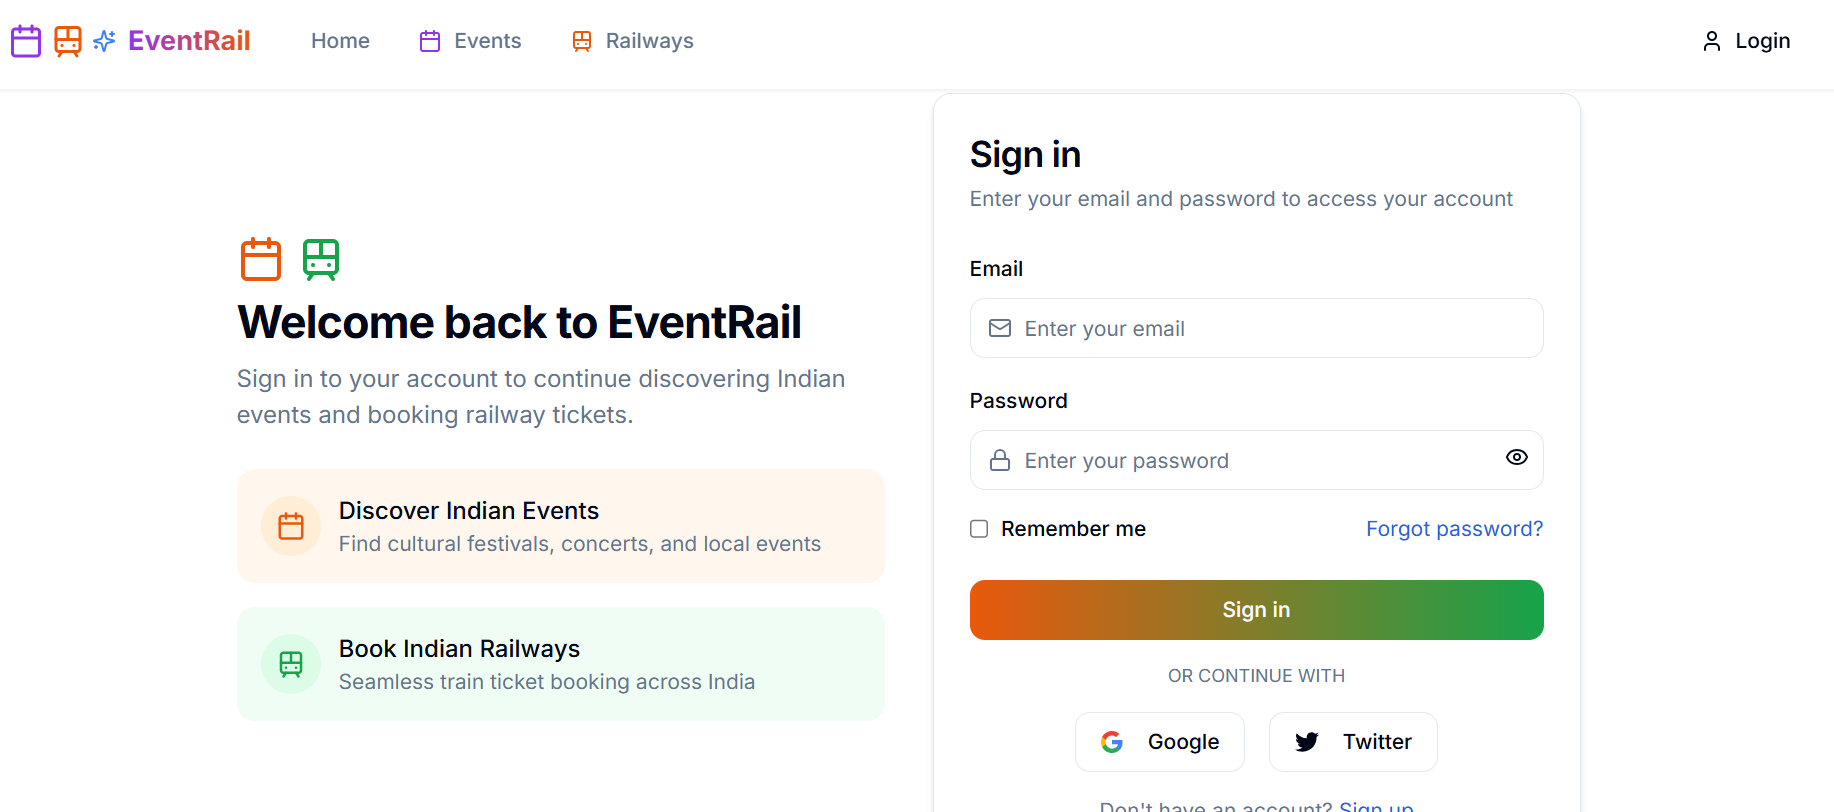 EventRail
Home
Events
Railways
Login
Welcome back to EventRail
Sign in to your account to continue discovering Indian
events and booking railway tickets.
Discover Indian Events
Find cultural festivals, concerts, and local events
Book Indian Railways
Seamless train ticket booking across India
Sign in
Enter your email and password to access your account
Email
Enter your email
Password
Enter your password
Remember me
Forgot password?
Sign in
OR CONTINUE WITH
Google
Twitter
Don't have an account? Sign up